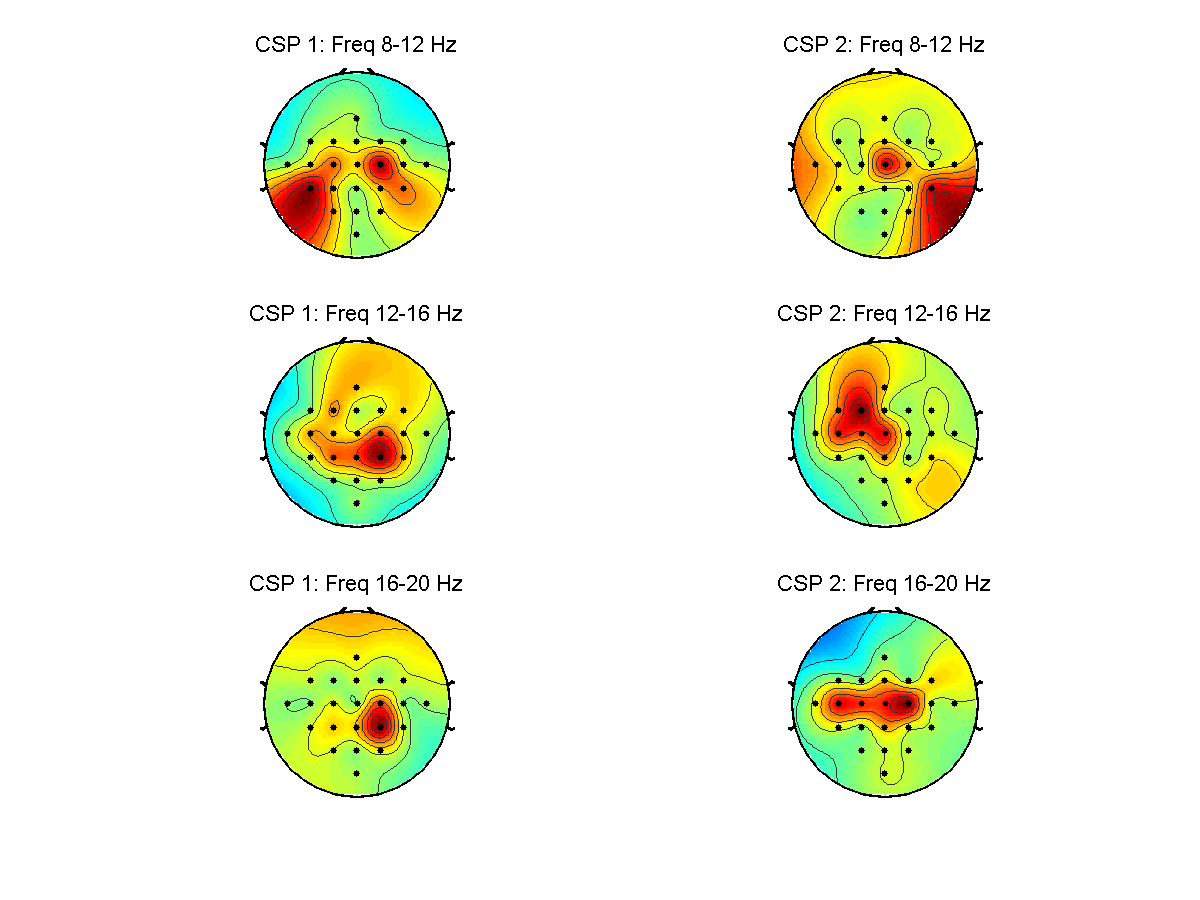 CSP 1: Freq 8-12 Hz
CSP 2: Freq 8-12 Hz
CSP 1: Freq 12-16 Hz
CSP 2: Freq 12-16 Hz
CSP 1: Freq 16-20 Hz
CSP 2: Freq 16-20 Hz